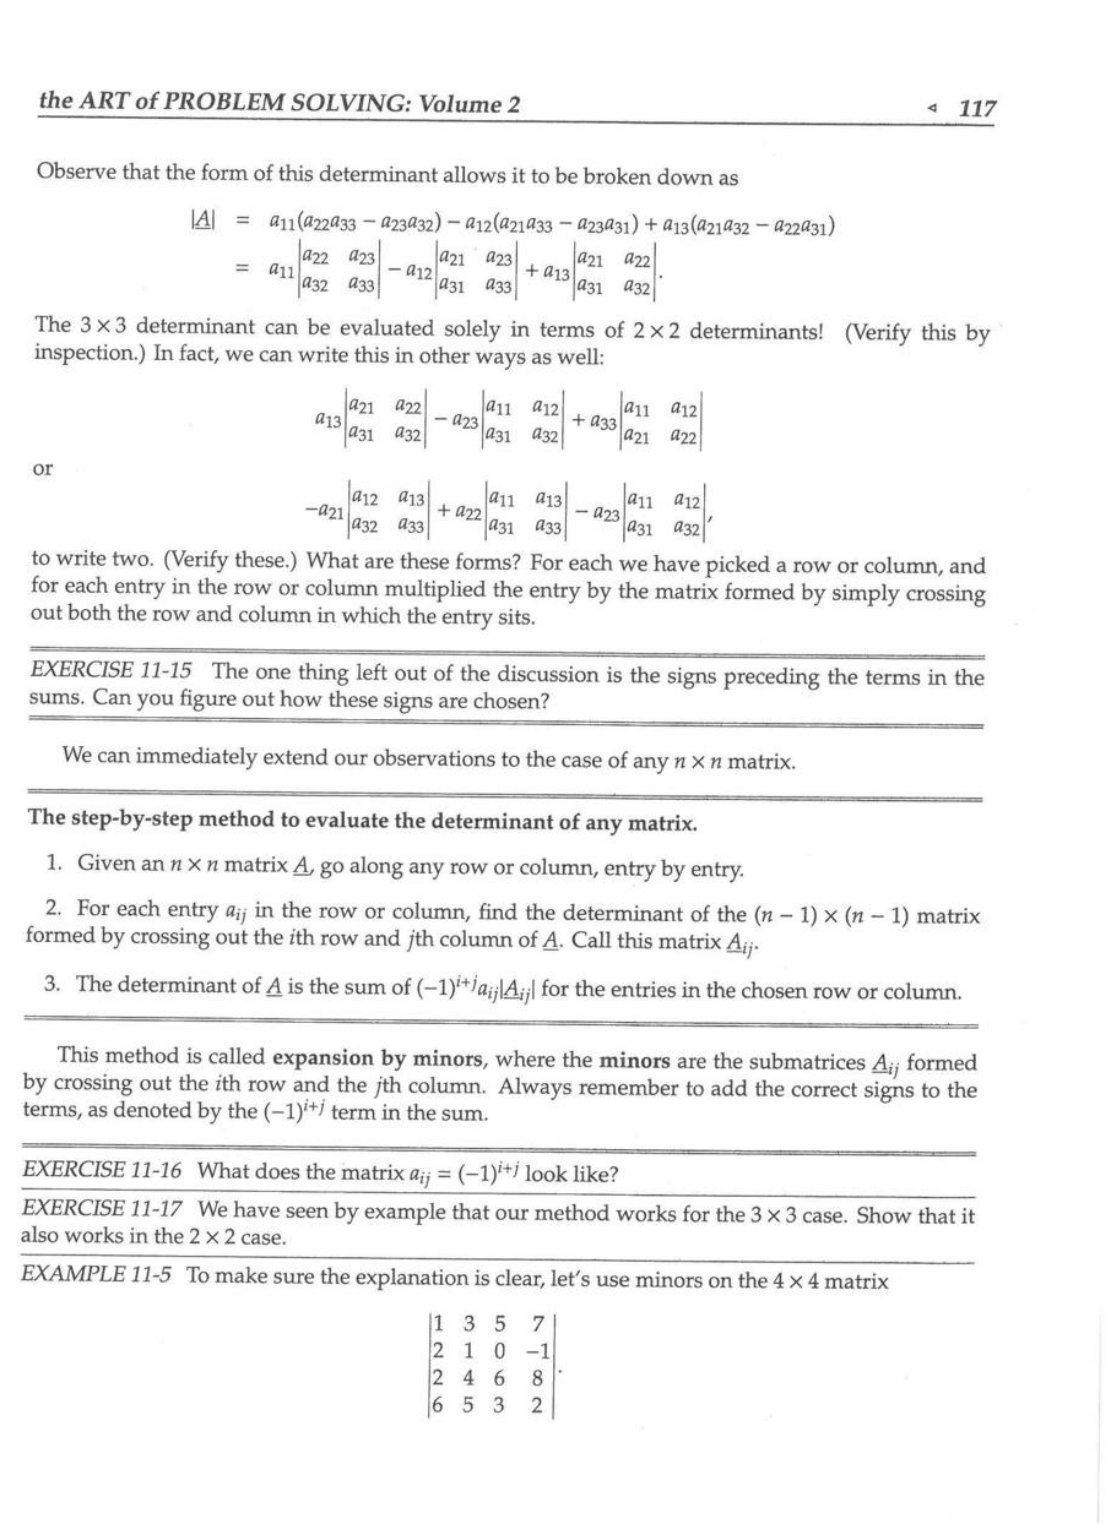 the ART of PROBLEM SOLVING: Volume 2 ◃ 117
Observe that the form of this determinant allows it to be broken down as
|A| = a11(a22a33 − a23a32) − a12(a21a33 − a23a31) + a13(a21a32 − a22a31)
= a11 |a22 a23; a32 a33| − a12 |a21 a23; a31 a33| + a13 |a21 a22; a31 a32|.
The 3 × 3 determinant can be evaluated solely in terms of 2 × 2 determinants! (Verify this by
inspection.) In fact, we can write this in other ways as well:
a13 |a21 a22; a31 a32| − a23 |a11 a12; a31 a32| + a33 |a11 a12; a21 a22|
or
−a21 |a12 a13; a32 a33| + a22 |a11 a13; a31 a33| − a23 |a11 a12; a31 a32|,
to write two. (Verify these.) What are these forms? For each we have picked a row or column, and
for each entry in the row or column multiplied the entry by the matrix formed by simply crossing
out both the row and column in which the entry sits.
EXERCISE 11-15 The one thing left out of the discussion is the signs preceding the terms in the
sums. Can you figure out how these signs are chosen?
We can immediately extend our observations to the case of any n × n matrix.
The step-by-step method to evaluate the determinant of any matrix.
1. Given an n × n matrix A, go along any row or column, entry by entry.
2. For each entry aij in the row or column, find the determinant of the (n − 1) × (n − 1) matrix
formed by crossing out the ith row and jth column of A. Call this matrix Aij.
3. The determinant of A is the sum of (−1)^{i+j}aij|Aij| for the entries in the chosen row or column.
This method is called expansion by minors, where the minors are the submatrices Aij formed
by crossing out the ith row and the jth column. Always remember to add the correct signs to the
terms, as denoted by the (−1)^{i+j} term in the sum.
EXERCISE 11-16 What does the matrix aij = (−1)^{i+j} look like?
EXERCISE 11-17 We have seen by example that our method works for the 3 × 3 case. Show that it
also works in the 2 × 2 case.
EXAMPLE 11-5 To make sure the explanation is clear, let's use minors on the 4 × 4 matrix
|1 3 5 7|
|2 1 0 −1|
|2 4 6 8|.
|6 5 3 2|